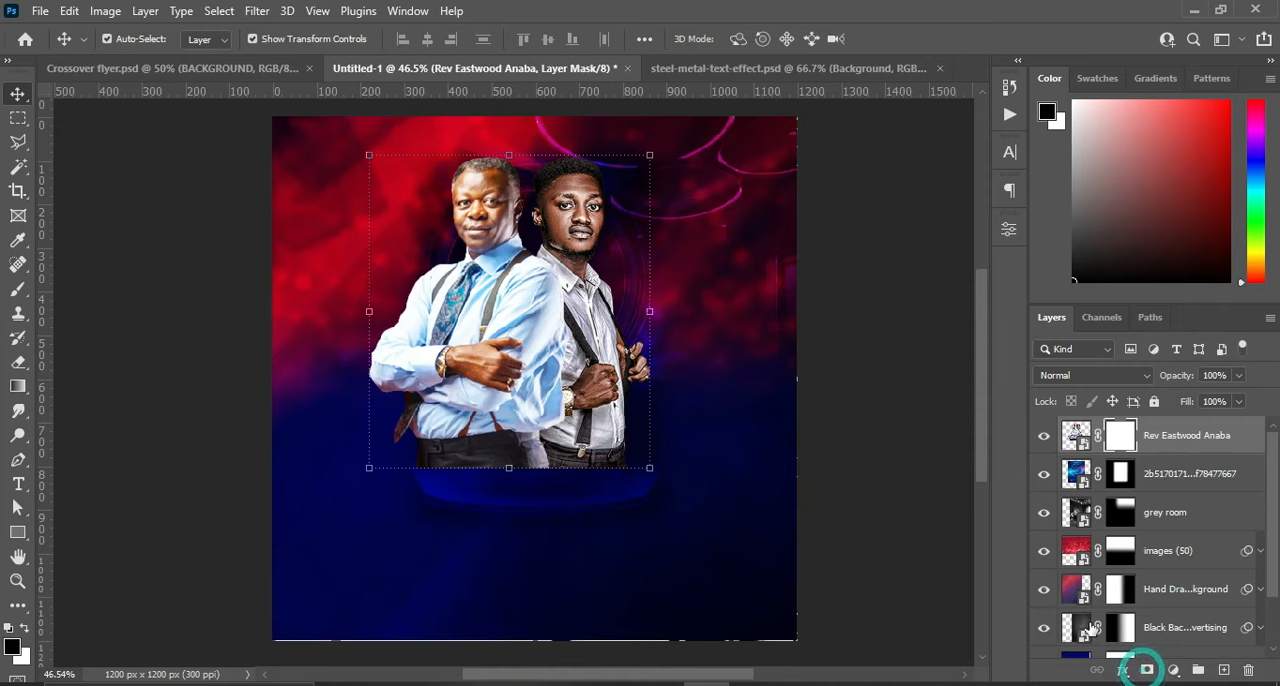 Ps File Edit Image Layer Type Select Filter 3D View Plugins Window Help
Auto-Select: Layer Show Transform Controls 3D Mode:
Crossover flyer.psd @ 50% (BACKGROUND, RGB/8... × Untitled-1 @ 46.5% (Rev Eastwood Anaba, Layer Mask/8) * × steel-metal-text-effect.psd @ 66.7% (Background, RGB... ×
500 400 300 200 100 0 100 200 300 400 500 600 700 800 900 1000 1100 1200 1300 1400 1500
Color Swatches Gradients Patterns
Layers Channels Paths
Kind
Normal Opacity: 100%
Lock: Fill: 100%
Rev Eastwood Anaba
2b5170171...f78477667
grey room
images (50)
Hand Dra...kground
Black Bac...vertising
fx
46.54% 1200 px x 1200 px (300 ppi)